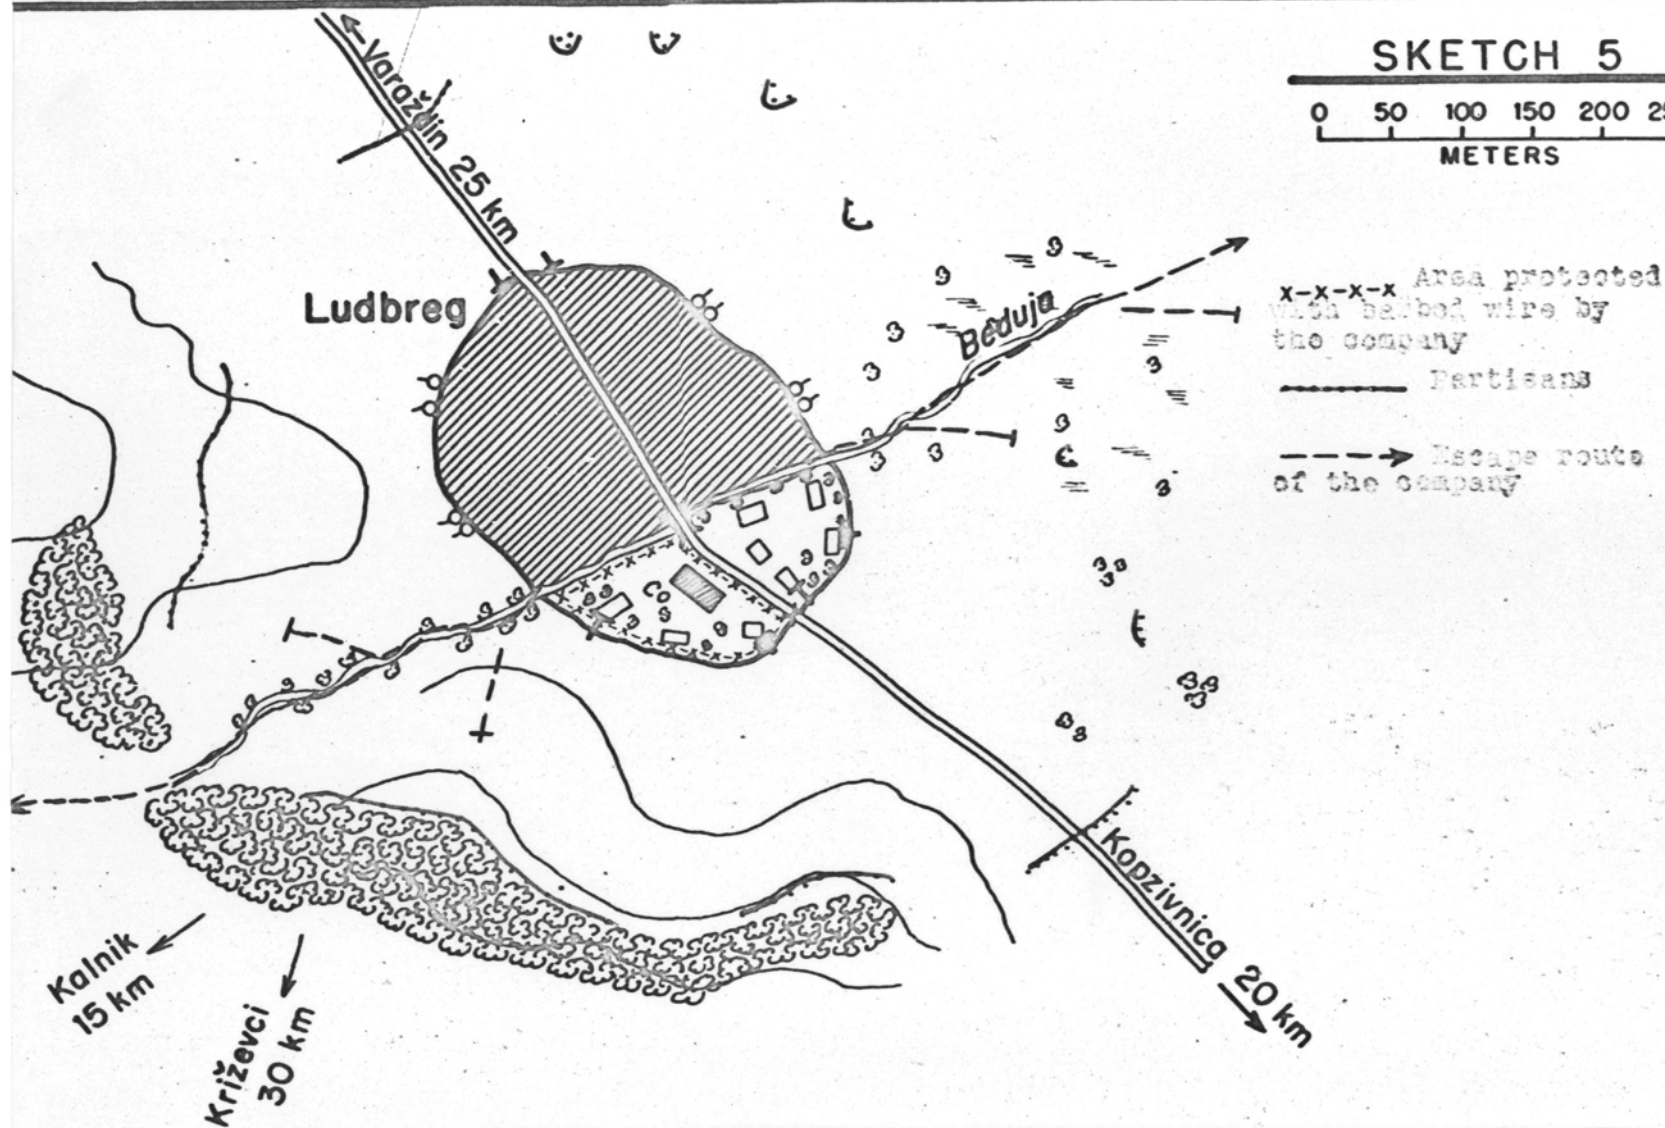 SKETCH 5
0 50 100 150 200 25
METERS
Varaždin 25 km
Ludbreg
Beduja
x-x-x-x Area protected
with barbed wire by
the company
Partisans
Escape route
of the company
Co
Kopzivnica 20 km
Kalnik
15 km
Križevci
30 km